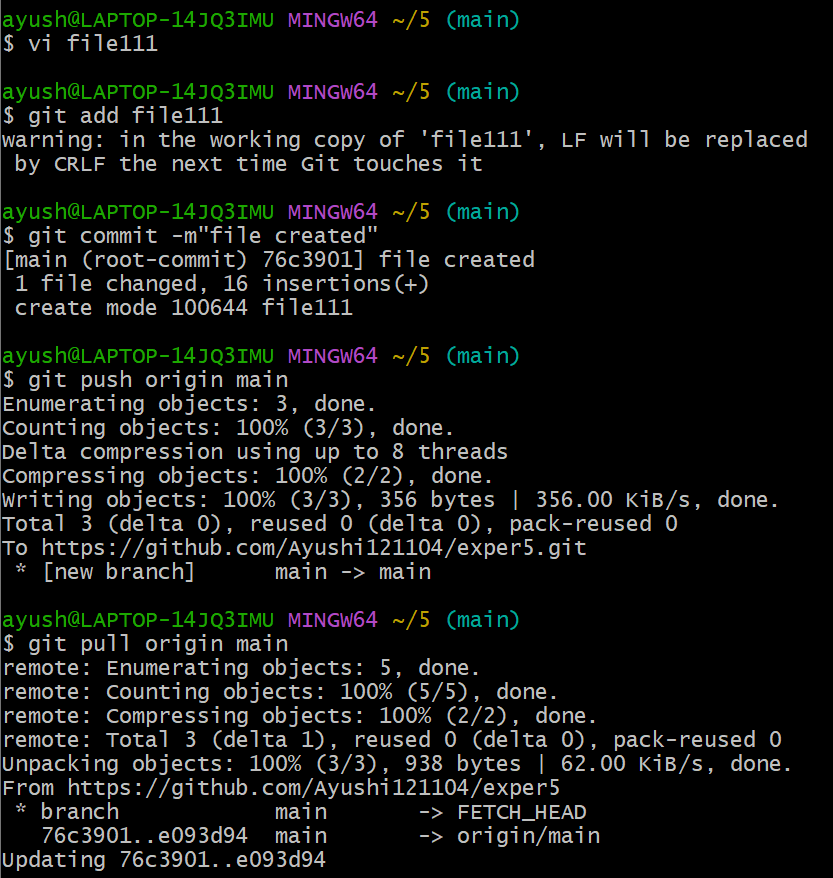 ayush@LAPTOP-14JQ3IMU MINGW64 ~/5 (main)
$ vi file111
ayush@LAPTOP-14JQ3IMU MINGW64 ~/5 (main)
$ git add file111
warning: in the working copy of 'file111', LF will be replaced
 by CRLF the next time Git touches it
ayush@LAPTOP-14JQ3IMU MINGW64 ~/5 (main)
$ git commit -m"file created"
[main (root-commit) 76c3901] file created
 1 file changed, 16 insertions(+)
 create mode 100644 file111
ayush@LAPTOP-14JQ3IMU MINGW64 ~/5 (main)
$ git push origin main
Enumerating objects: 3, done.
Counting objects: 100% (3/3), done.
Delta compression using up to 8 threads
Compressing objects: 100% (2/2), done.
Writing objects: 100% (3/3), 356 bytes | 356.00 KiB/s, done.
Total 3 (delta 0), reused 0 (delta 0), pack-reused 0
To https://github.com/Ayushi121104/exper5.git
 * [new branch]      main -> main
ayush@LAPTOP-14JQ3IMU MINGW64 ~/5 (main)
$ git pull origin main
remote: Enumerating objects: 5, done.
remote: Counting objects: 100% (5/5), done.
remote: Compressing objects: 100% (2/2), done.
remote: Total 3 (delta 1), reused 0 (delta 0), pack-reused 0
Unpacking objects: 100% (3/3), 938 bytes | 62.00 KiB/s, done.
From https://github.com/Ayushi121104/exper5
 * branch            main       -> FETCH_HEAD
   76c3901..e093d94  main       -> origin/main
Updating 76c3901..e093d94